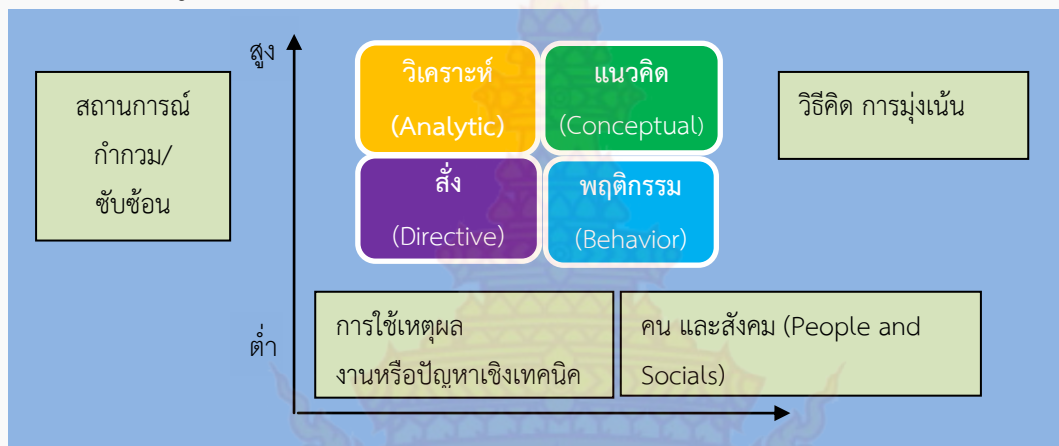 สูง
สถานการณ์
กำกวม/
ซับซ้อน
วิเคราะห์
(Analytic)
แนวคิด
(Conceptual)
วิธีคิด การมุ่งเน้น
สั่ง
(Directive)
พฤติกรรม
(Behavior)
ต่ำ
การใช้เหตุผล
งานหรือปัญหาเชิงเทคนิค
คน และสังคม (People and
Socials)